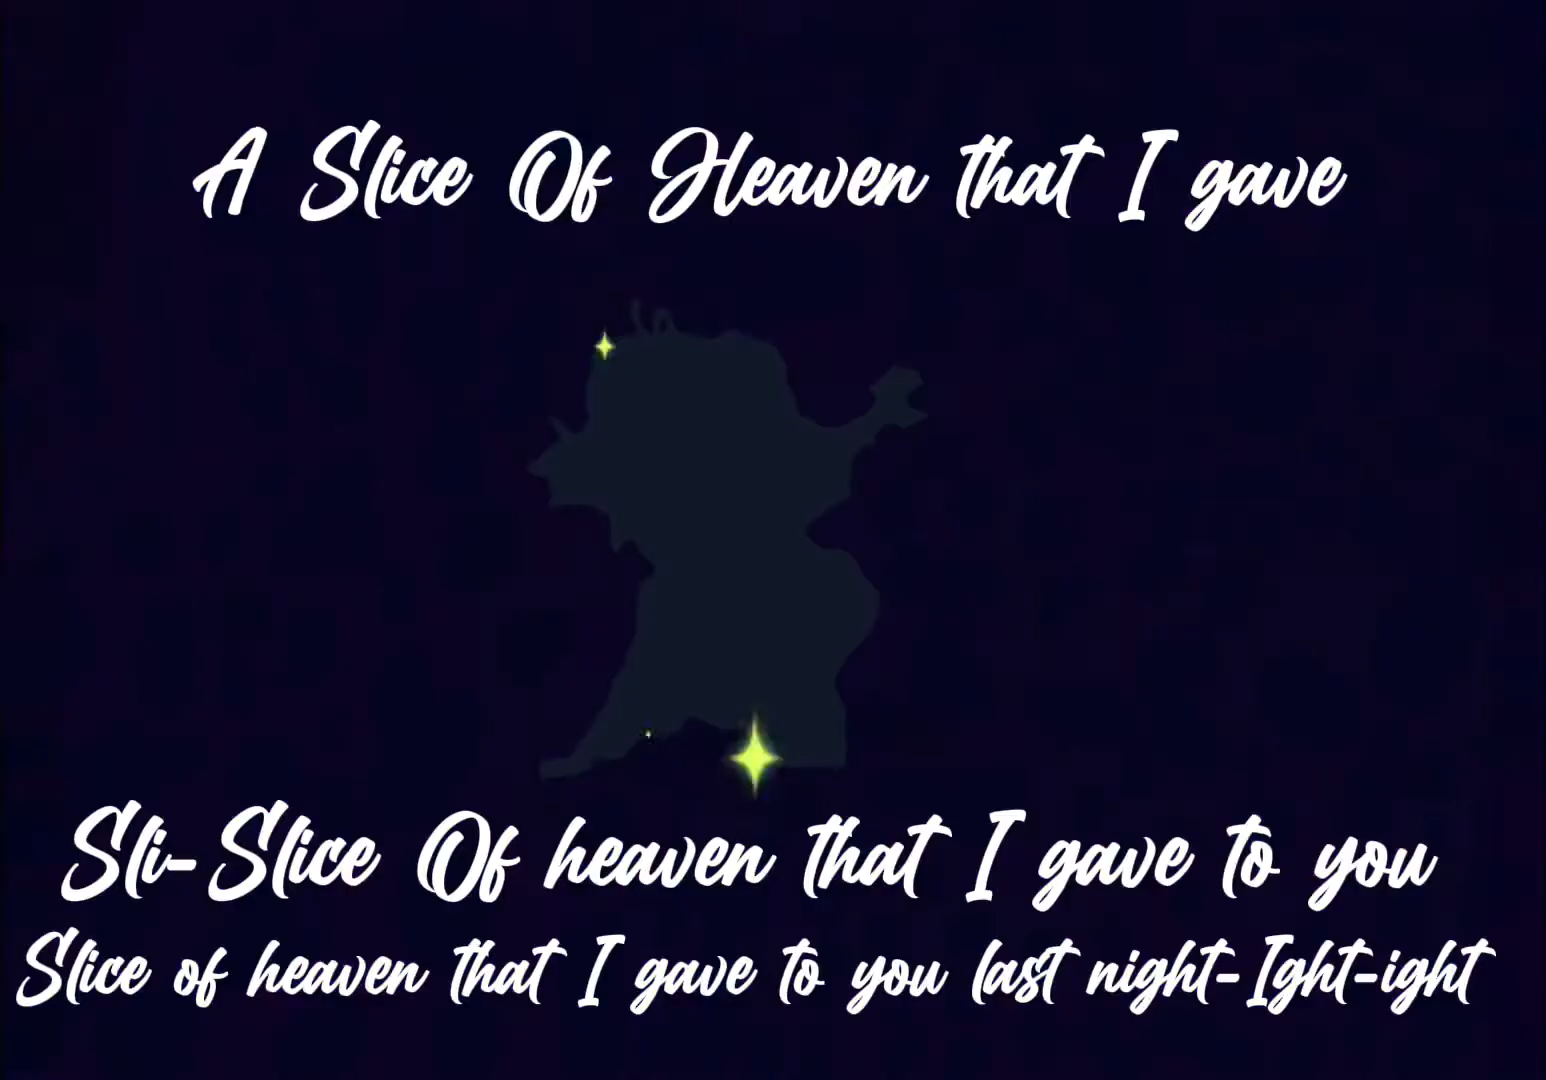 A Slice Of Heaven that I gave
Sli-Slice Of heaven that I gave to you
Slice of heaven that I gave to you last night-Ight-ight